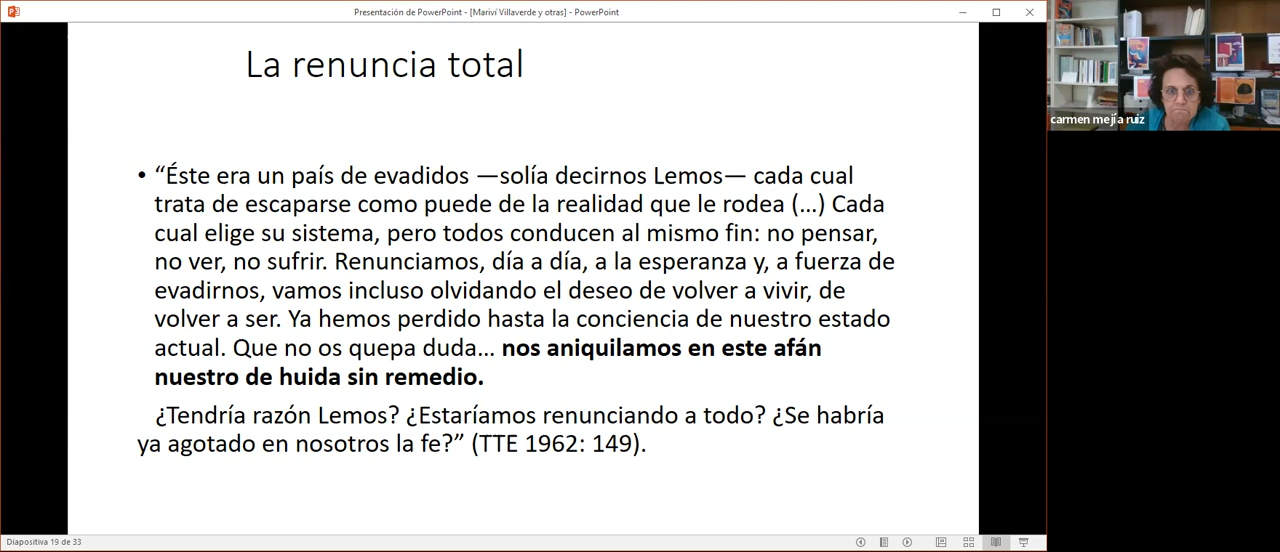 Presentación de PowerPoint - [Mariví Villaverde y otras] - PowerPoint
La renuncia total
• “Éste era un país de evadidos —solía decirnos Lemos— cada cual
trata de escaparse como puede de la realidad que le rodea (…) Cada
cual elige su sistema, pero todos conducen al mismo fin: no pensar,
no ver, no sufrir. Renunciamos, día a día, a la esperanza y, a fuerza de
evadirnos, vamos incluso olvidando el deseo de volver a vivir, de
volver a ser. Ya hemos perdido hasta la conciencia de nuestro estado
actual. Que no os quepa duda… nos aniquilamos en este afán
nuestro de huida sin remedio.
¿Tendría razón Lemos? ¿Estaríamos renunciando a todo? ¿Se habría
ya agotado en nosotros la fe?” (TTE 1962: 149).
carmen mejía ruiz
Diapositiva 19 de 33